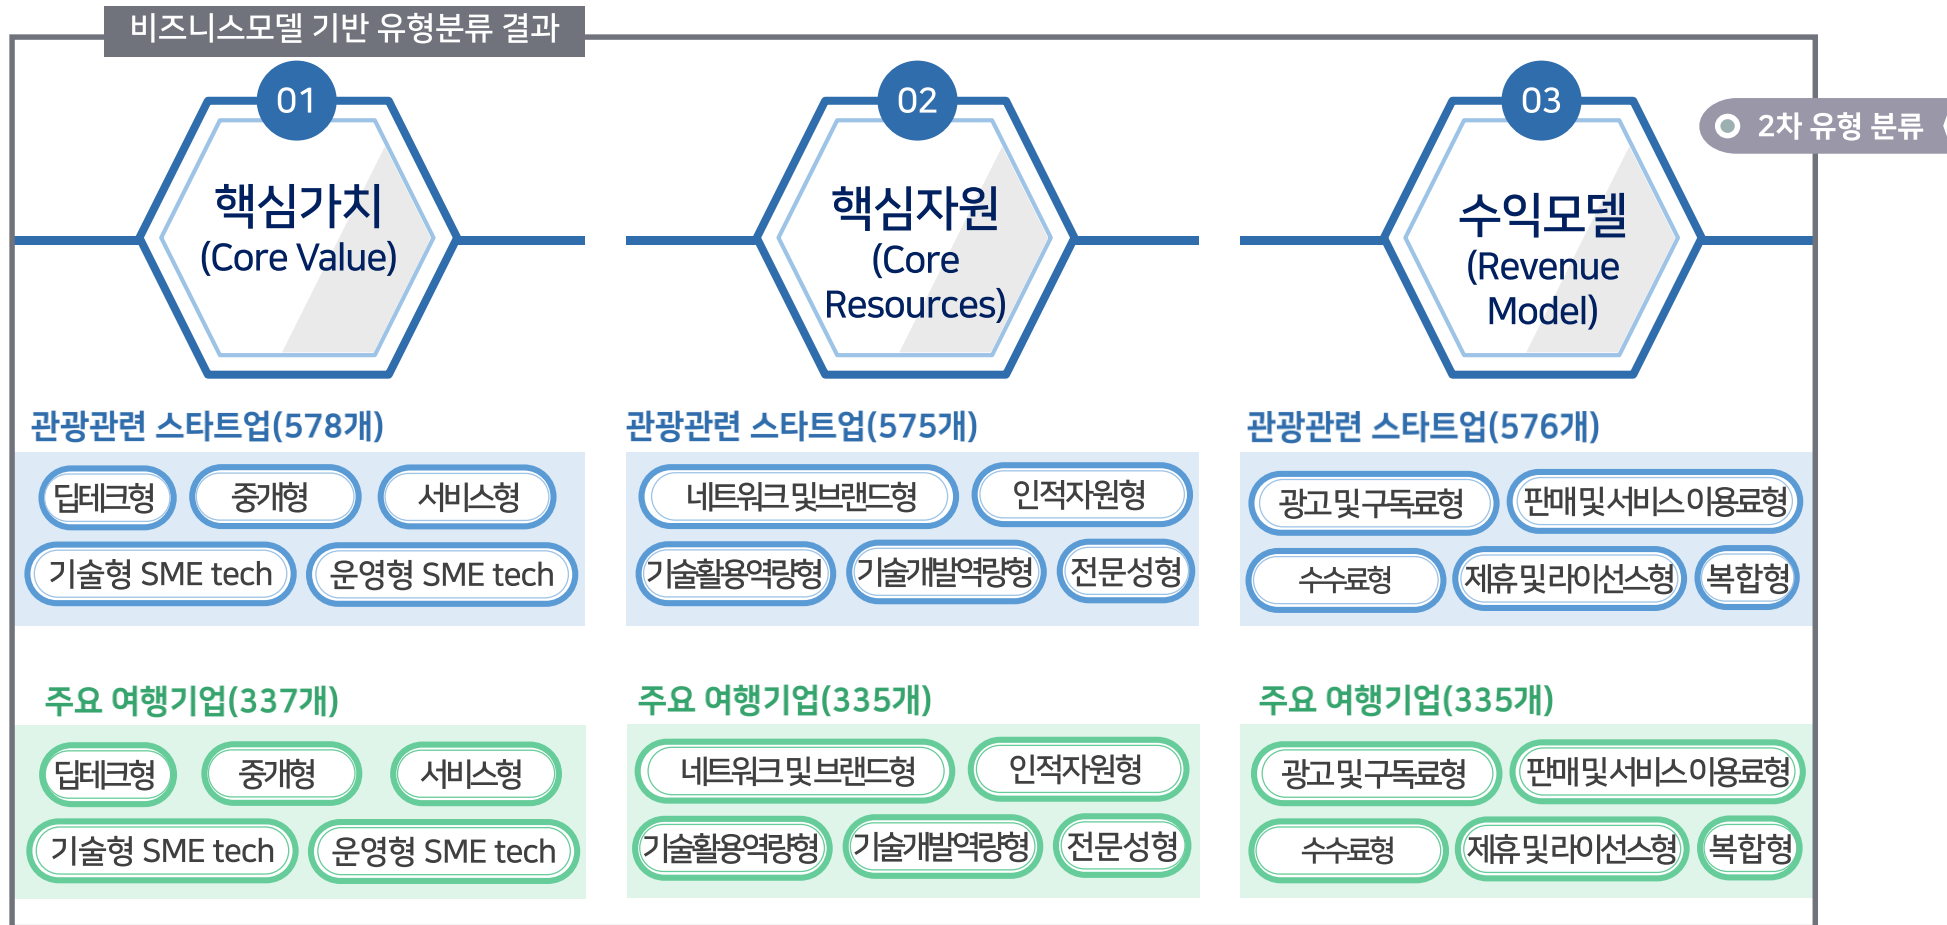 비즈니스모델 기반 유형분류 결과
2차 유형 분류
01
핵심가치
(Core Value)
02
핵심자원
(Core
Resources)
03
수익모델
(Revenue
Model)
관광관련 스타트업(578개)
딥테크형
중개형
서비스형
기술형 SME tech
운영형 SME tech
관광관련 스타트업(575개)
네트워크 및브랜드형
인적자원형
기술활용역량형
기술개발역량형
전문성형
관광관련 스타트업(576개)
광고 및 구독료형
판매 및 서비스 이용료형
수수료형
제휴 및 라이선스형
복합형
주요 여행기업(337개)
딥테크형
중개형
서비스형
기술형 SME tech
운영형 SME tech
주요 여행기업(335개)
네트워크 및 브랜드형
인적자원형
기술활용역량형
기술개발역량형
전문성형
주요 여행기업(335개)
광고 및 구독료형
판매 및 서비스 이용료형
수수료형
제휴 및 라이선스형
복합형